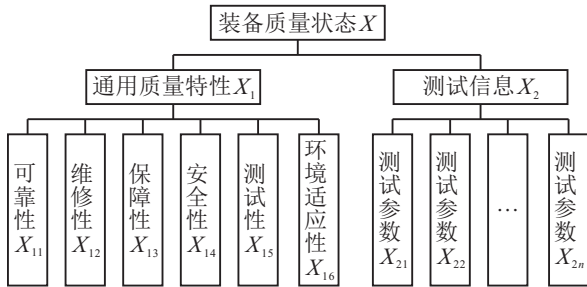 装备质量状态X
通用质量特性X₁
测试信息X₂
可靠性X₁₁
维修性X₁₂
保障性X₁₃
安全性X₁₄
测试性X₁₅
环境适应性X₁₆
测试参数X₂₁
测试参数X₂₂
…
测试参数X₂ₙ